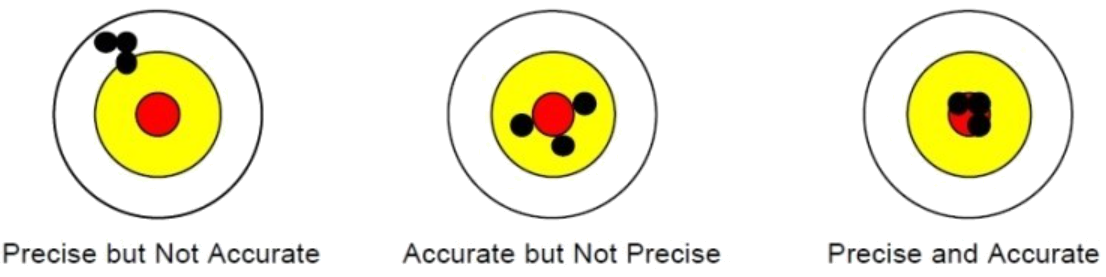 Precise but Not Accurate
Accurate but Not Precise
Precise and Accurate